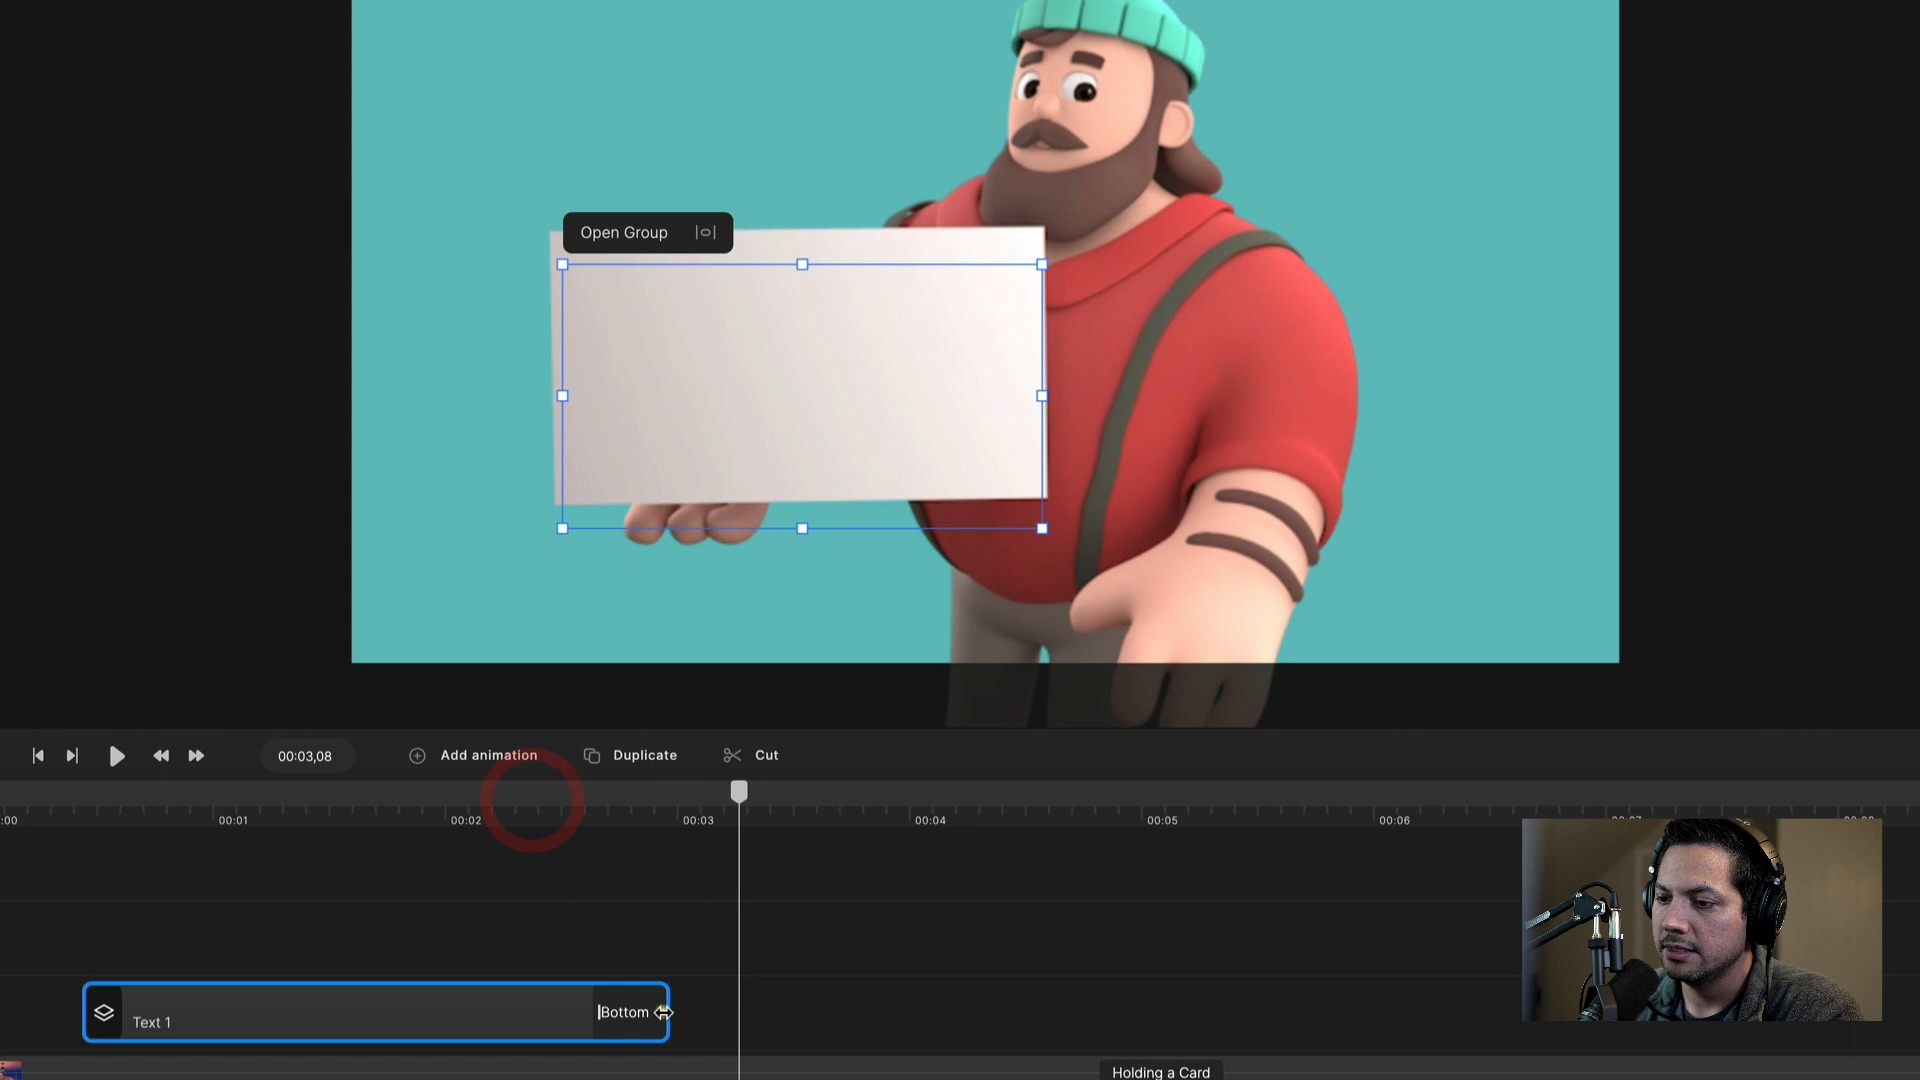 Open Group
00:03,08
Add animation
Duplicate
Cut
:00
00:01
00:02
00:03
00:04
00:05
00:06
Text 1
Bottom
Holding a Card